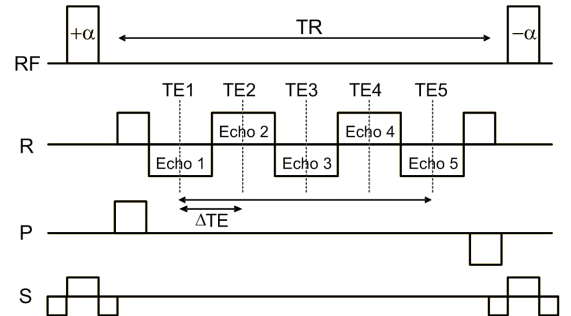 +α
TR
−α
RF
TE1 TE2 TE3 TE4 TE5
Echo 2 Echo 4
R
Echo 1 Echo 3 Echo 5
ΔTE
P
S